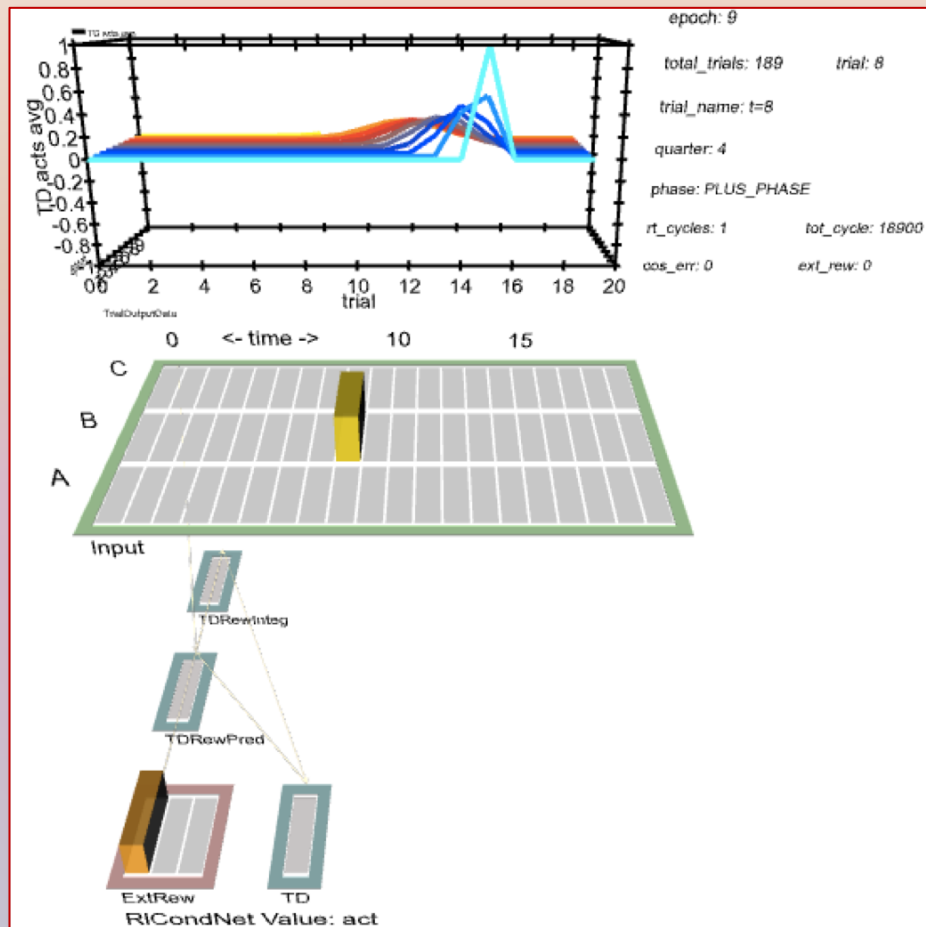 epoch: 9
total_trials: 189 trial: 8
trial_name: t=8
quarter: 4
phase: PLUS_PHASE
rt_cycles: 1 tot_cycle: 18900
cos_err: 0 ext_rew: 0
TD_acts_avg
1
0.8
0.6
0.4
0.2
0
-0.2
-0.4
-0.6
-0.8
-1
0 2 4 6 8 10 12 14 16 18 20
trial
TrialOutputData
0 <- time -> 10 15
C
B
A
Input
TDRewInteg
TDRewPred
ExtRew TD
RlCondNet Value: act